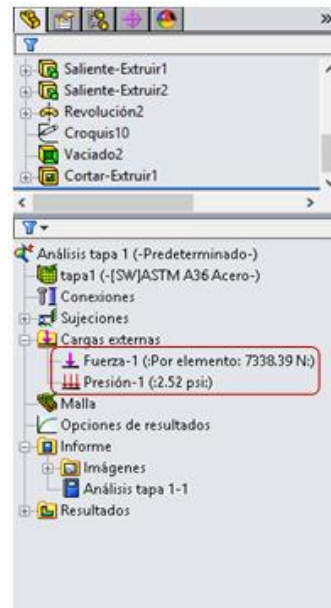 Saliente-Extruir1
Saliente-Extruir2
Revolución2
Croquis10
Vaciado2
Cortar-Extruir1
Análisis tapa 1 (-Predeterminado-)
tapa1 (-[SW]ASTM A36 Acero-)
Conexiones
Sujeciones
Cargas externas
Fuerza-1 (:Por elemento: 7338.39 N:)
Presión-1 (:2.52 psi:)
Malla
Opciones de resultados
Informe
Imágenes
Análisis tapa 1-1
Resultados